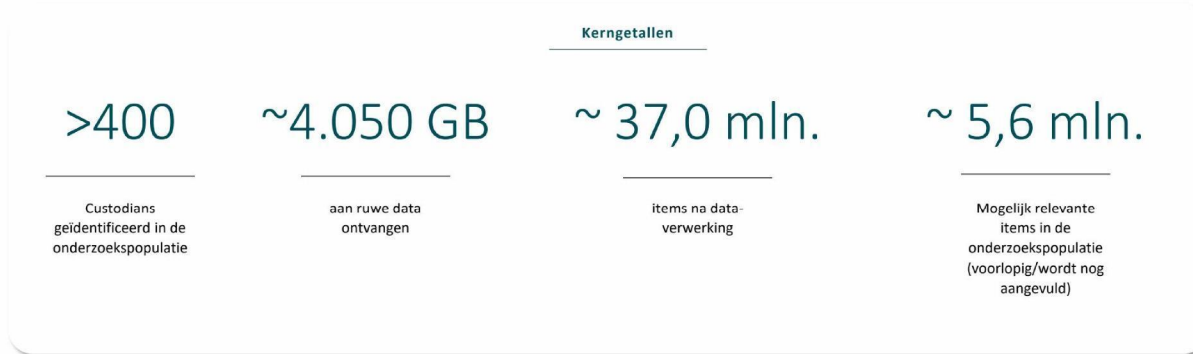 Kerngetallen
>400
Custodians
geïdentificeerd in de
onderzoekspopulatie
~4.050 GB
aan ruwe data
ontvangen
~ 37,0 mln.
items na data-
verwerking
~ 5,6 mln.
Mogelijk relevante
items in de
onderzoekspopulatie
(voorlopig/wordt nog
aangevuld)